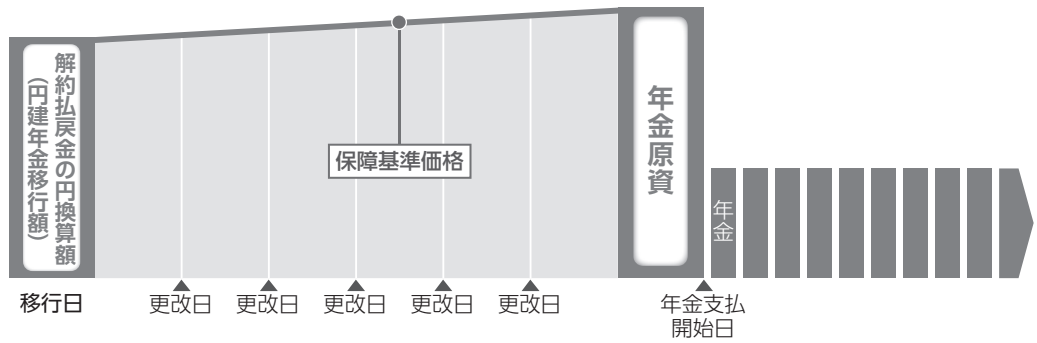 解約払戻金の円換算額
（円建年金移行額）
保障基準価格
年金原資
年金
移行日
更改日
更改日
更改日
更改日
更改日
年金支払
開始日